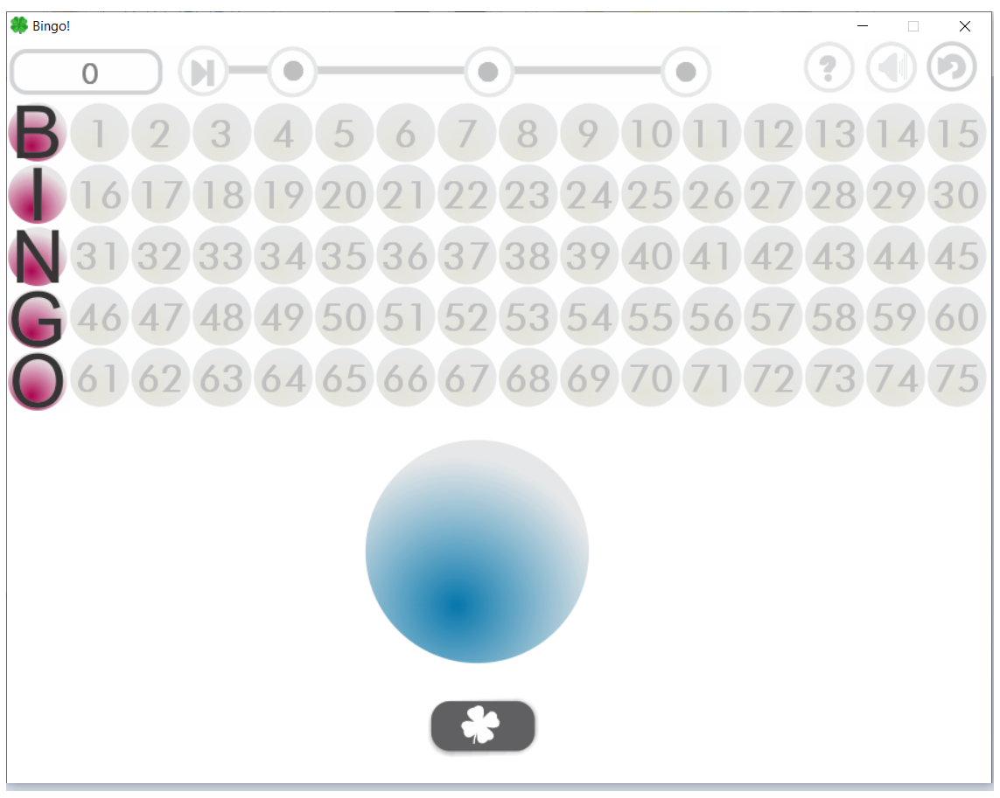 Bingo!
0 ?
B 1 2 3 4 5 6 7 8 9 10 11 12 13 14 15
I 16 17 18 19 20 21 22 23 24 25 26 27 28 29 30
N 31 32 33 34 35 36 37 38 39 40 41 42 43 44 45
G 46 47 48 49 50 51 52 53 54 55 56 57 58 59 60
O 61 62 63 64 65 66 67 68 69 70 71 72 73 74 75